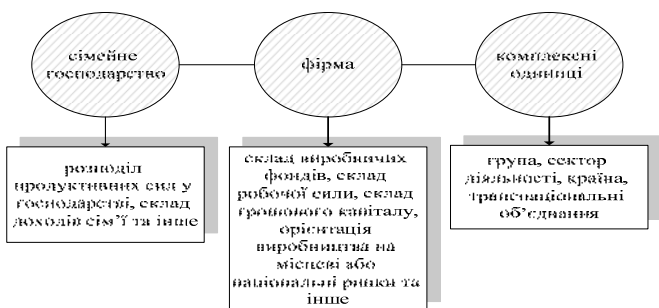 сімейне
господарство
фірма
комплексені
одиниці
розподіл
продуктивних сил у
господарстві, склад
доходів сім’ї та інше
склад виробничих
фондів, склад
робочої сили, склад
грошового капіталу,
орієнтація
виробництва на
місцеві або
національні ринки та
інше
група, сектор
діяльності, країна,
транснаціональні
об’єднання